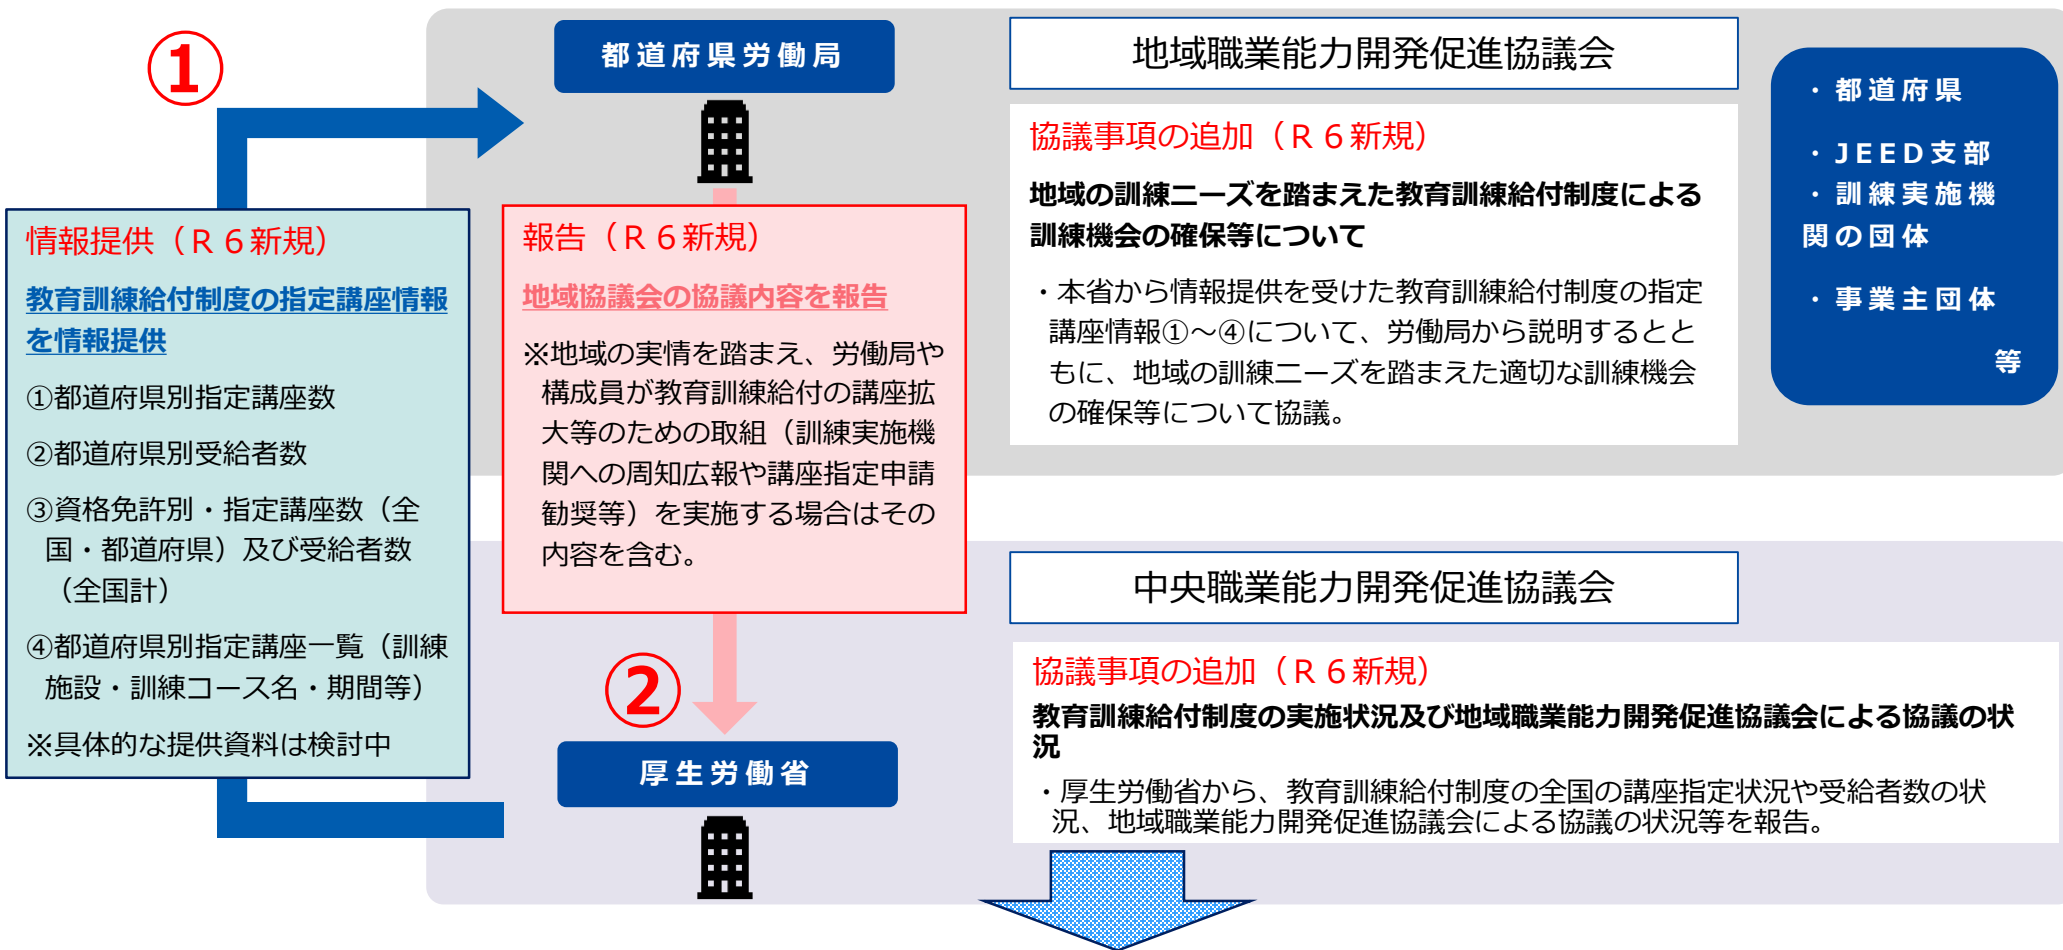 ①
都道府県労働局
地域職業能力開発促進協議会
協議事項の追加（Ｒ６新規）
地域の訓練ニーズを踏まえた教育訓練給付制度による
訓練機会の確保等について
・本省から情報提供を受けた教育訓練給付制度の指定
講座情報①～④について、労働局から説明するとと
もに、地域の訓練ニーズを踏まえた適切な訓練機会
の確保等について協議。
・都道府県
・JEED支部
・訓練実施機
関の団体
・事業主団体
等
情報提供（Ｒ６新規）
教育訓練給付制度の指定講座情報
を情報提供
①都道府県別指定講座数
②都道府県別受給者数
③資格免許別・指定講座数（全
国・都道府県）及び受給者数
（全国計）
④都道府県別指定講座一覧（訓練
施設・訓練コース名・期間等）
※具体的な提供資料は検討中
報告（Ｒ６新規）
地域協議会の協議内容を報告
※地域の実情を踏まえ、労働局や
構成員が教育訓練給付の講座拡
大等のための取組（訓練実施機
関への周知広報や講座指定申請
勧奨等）を実施する場合はその
内容を含む。
②
厚生労働省
中央職業能力開発促進協議会
協議事項の追加（Ｒ６新規）
教育訓練給付制度の実施状況及び地域職業能力開発促進協議会による協議の状
況
・厚生労働省から、教育訓練給付制度の全国の講座指定状況や受給者数の状
況、地域職業能力開発促進協議会による協議の状況等を報告。